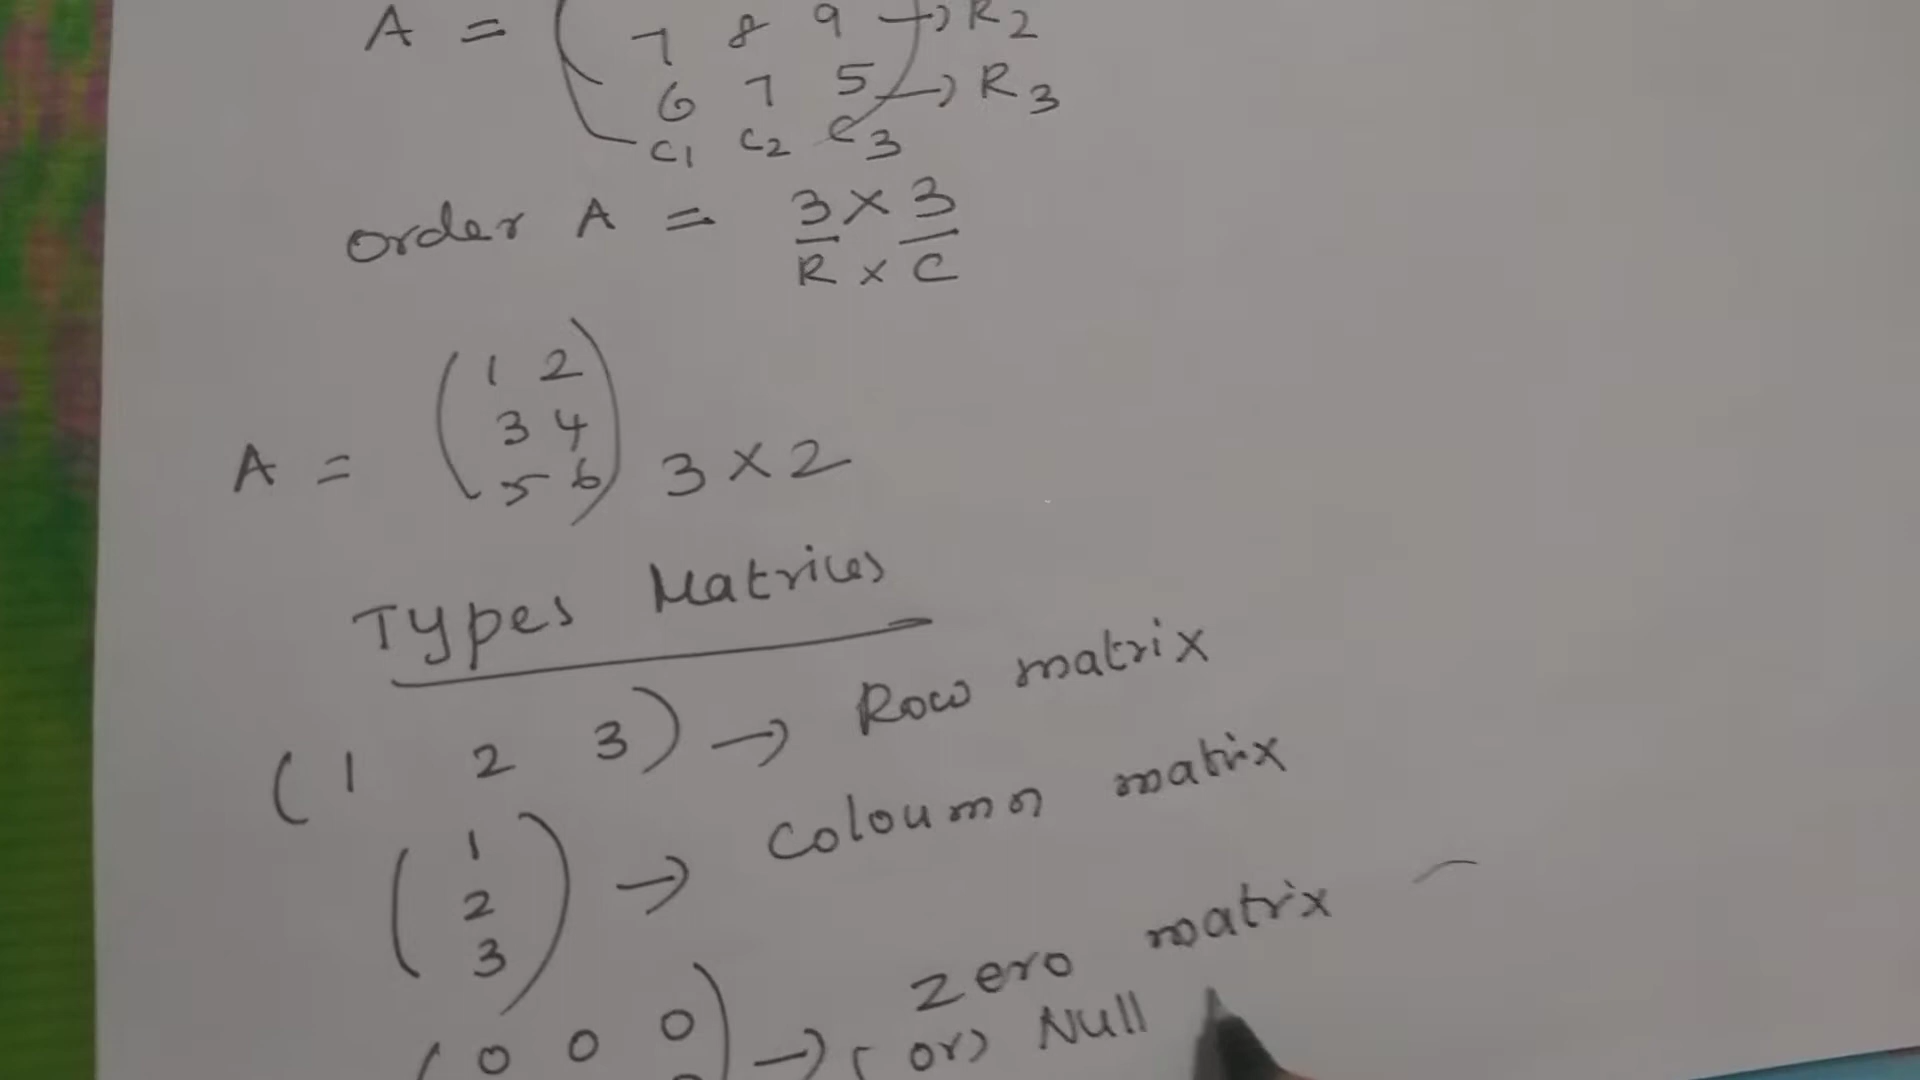 A = ( 7 8 9 ) → R2
6 7 5 → R3
C1 C2 C3
order A = 3 × 3
R × C
1 2
3 4
A = ( 5 6 ) 3 × 2
Types Matrices
( 1 2 3 ) → Row matrix
1 → Coloumn matrix
2
3
zero matrix
( 0 0 0 ) → ( or) Null